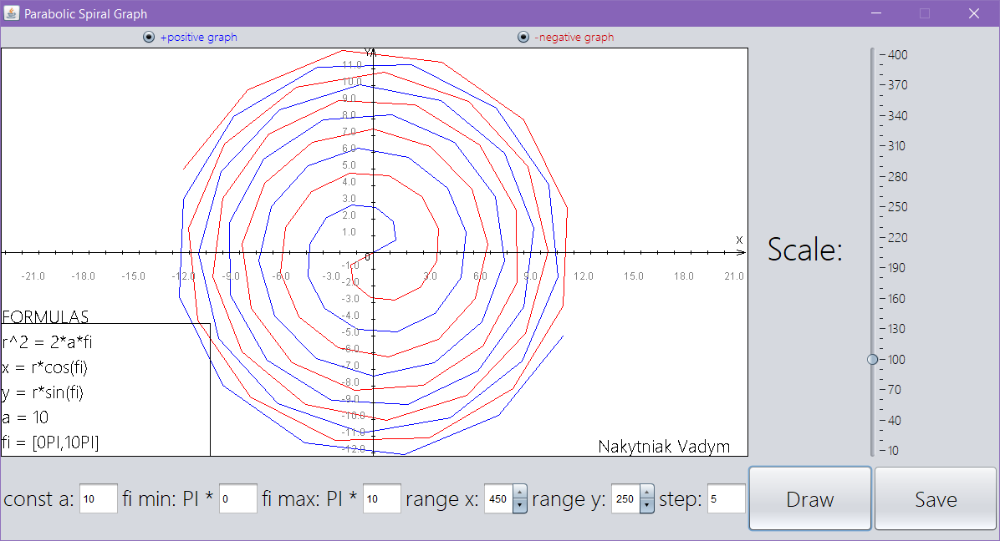 Parabolic Spiral Graph
+positive graph -negative graph
Y
11.0
10.0
9.0
8.0
7.0
6.0
5.0
4.0
3.0
2.0
1.0
X
0
-21.0 -18.0 -15.0 -12.0 -9.0 -6.0 -3.0 3.0 6.0 9.0 12.0 15.0 18.0 21.0
-1.0
-2.0
-3.0
-4.0
-5.0
-6.0
-7.0
-8.0
-9.0
-10.0
-11.0
-12.0
FORMULAS
r^2 = 2*a*fi
x = r*cos(fi)
y = r*sin(fi)
a = 10
fi = [0PI,10PI]
Nakytniak Vadym
Scale:
400
370
340
310
280
250
220
190
160
130
100
70
40
10
const a: 10 fi min: PI * 0 fi max: PI * 10 range x: 450 range y: 250 step: 5 Draw Save